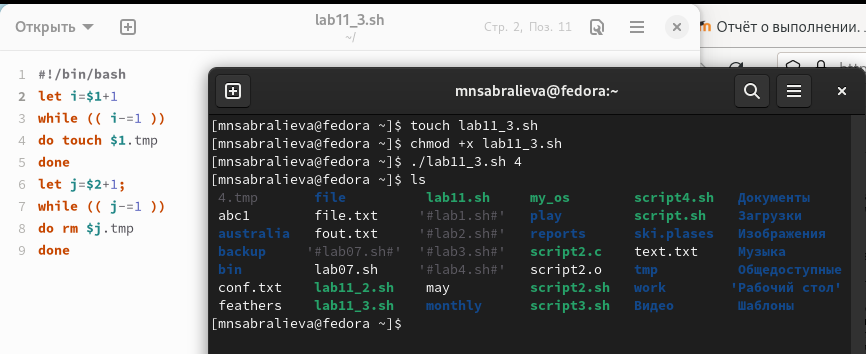 Открыть
lab11_3.sh
~/
Стр. 2, Поз. 11
Отчёт о выполнении.
1 #!/bin/bash
2 let i=$1+1
3 while (( i-=1 ))
4 do touch $1.tmp
5 done
6 let j=$2+1;
7 while (( j-=1 ))
8 do rm $j.tmp
9 done
mnsabralieva@fedora:~
[mnsabralieva@fedora ~]$ touch lab11_3.sh
[mnsabralieva@fedora ~]$ chmod +x lab11_3.sh
[mnsabralieva@fedora ~]$ ./lab11_3.sh 4
[mnsabralieva@fedora ~]$ ls
4.tmp file lab11.sh my_os script4.sh Документы
abc1 file.txt '#lab1.sh#' play script.sh Загрузки
australia fout.txt '#lab2.sh#' reports ski.plases Изображения
backup '#lab07.sh#' '#lab3.sh#' script2.c text.txt Музыка
bin lab07.sh '#lab4.sh#' script2.o tmp Общедоступные
conf.txt lab11_2.sh may script2.sh work 'Рабочий стол'
feathers lab11_3.sh monthly script3.sh Видео Шаблоны
[mnsabralieva@fedora ~]$